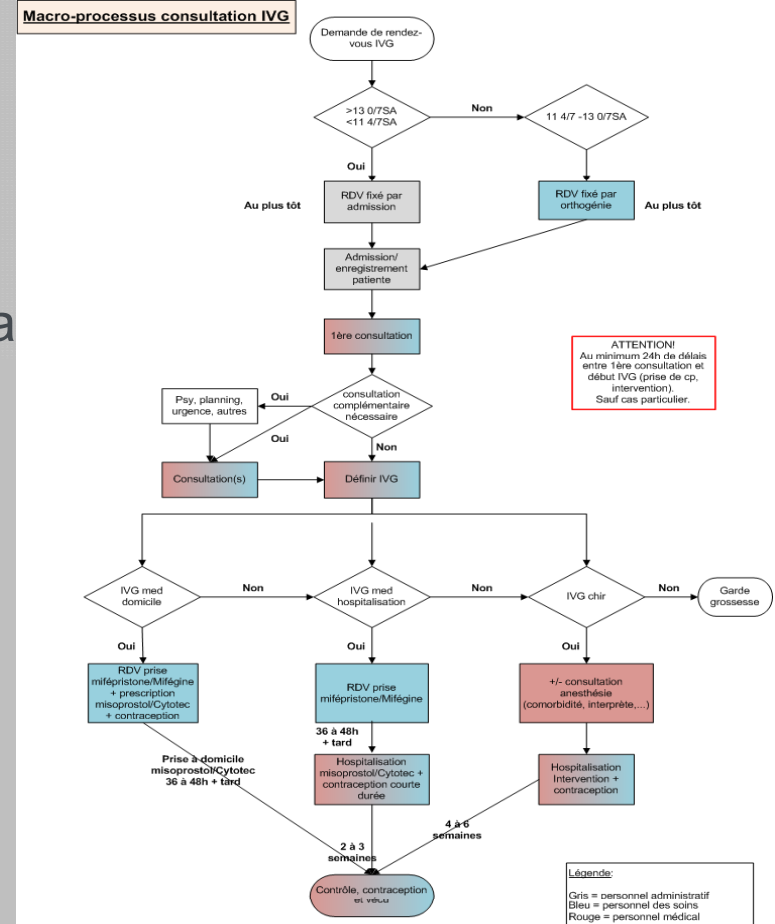 Macro-processus consultation IVG
Demande de rendez-
vous IVG
>13 0/7SA
<11 4/7SA
Non
11 4/7 -13 0/7SA
Oui
Au plus tôt
RDV fixé par
admission
RDV fixé par
orthogénie
Au plus tôt
Admission/
enregistrement
patiente
a
1ère consultation
ATTENTION!
Au minimum 24h de délais
entre 1ère consultation et
début IVG (prise de cp,
intervention).
Sauf cas particulier.
Psy, planning,
urgence, autres
Oui
consultation
complémentaire
nécessaire
Oui
Non
Consultation(s)
Définir IVG
IVG med
domicile
Non
IVG med
hospitalisation
Non
IVG chir
Non
Garde
grossesse
Oui
Oui
Oui
RDV prise
mifépristone/Mifégine
+ prescription
misoprostol/Cytotec
+ contraception
RDV prise
mifépristone/Mifégine
+/- consultation
anesthésie
(comorbidité, interprète,...)
36 à 48h
+ tard
Prise à domicile
misoprostol/Cytotec
36 à 48h + tard
Hospitalisation
misoprostol/Cytotec +
contraception courte
durée
Hospitalisation
Intervention +
contraception
4 à 6
semaines
2 à 3
semaines
Contrôle, contraception
et vécu
Légende:
Gris = personnel administratif
Bleu = personnel des soins
Rouge = personnel médical